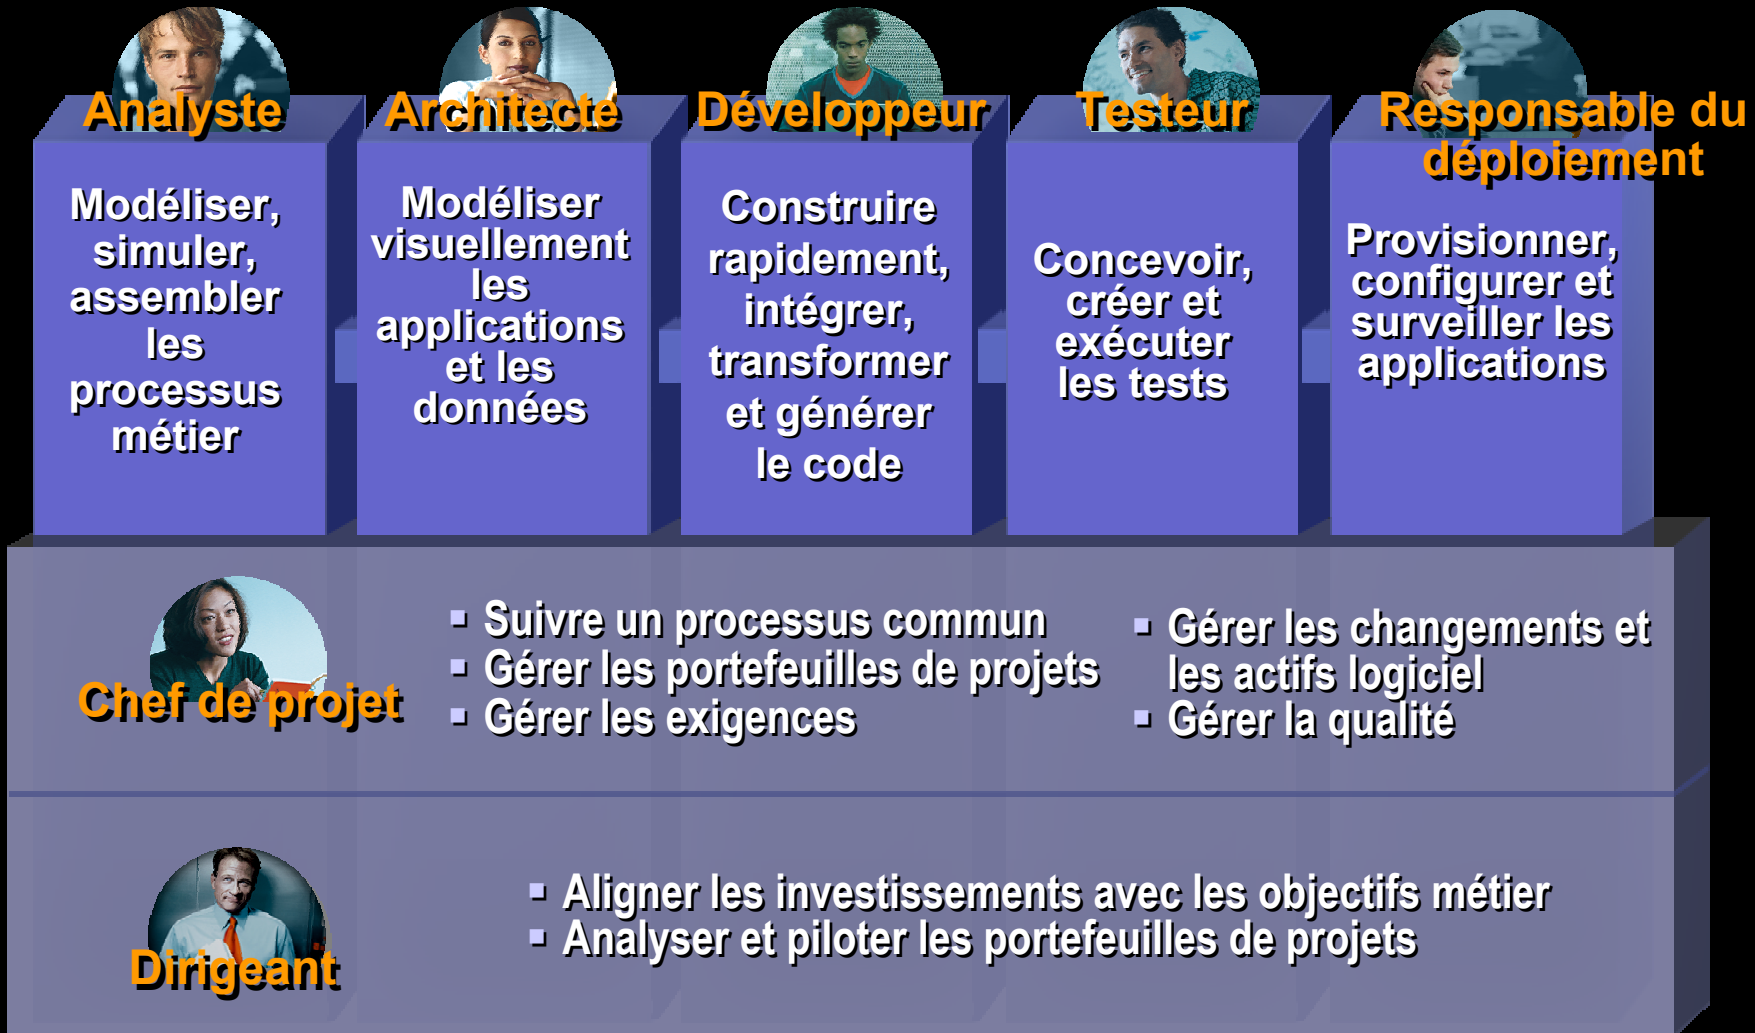 Analyste
Modéliser,
simuler,
assembler
les
processus
métier
Architecte
Modéliser
visuellement
les
applications
et les
données
Développeur
Construire
rapidement,
intégrer,
transformer
et générer
le code
Testeur
Concevoir,
créer et
exécuter
les tests
Responsable du
déploiement
Provisionner,
configurer et
surveiller les
applications
Chef de projet
▫ Suivre un processus commun
▫ Gérer les portefeuilles de projets
▫ Gérer les exigences
▫ Gérer les changements et
les actifs logiciel
▫ Gérer la qualité
Dirigeant
▫ Aligner les investissements avec les objectifs métier
▫ Analyser et piloter les portefeuilles de projets